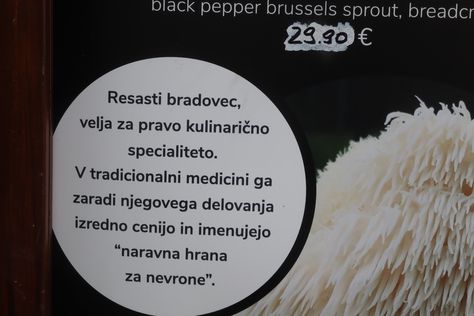 black pepper brussels sprout, breadcr
29.90 €
Resasti bradovec,
velja za pravo kulinarično
specialiteto.
V tradicionalni medicini ga
zaradi njegovega delovanja
izredno cenijo in imenujejo
“naravna hrana
za nevrone”.